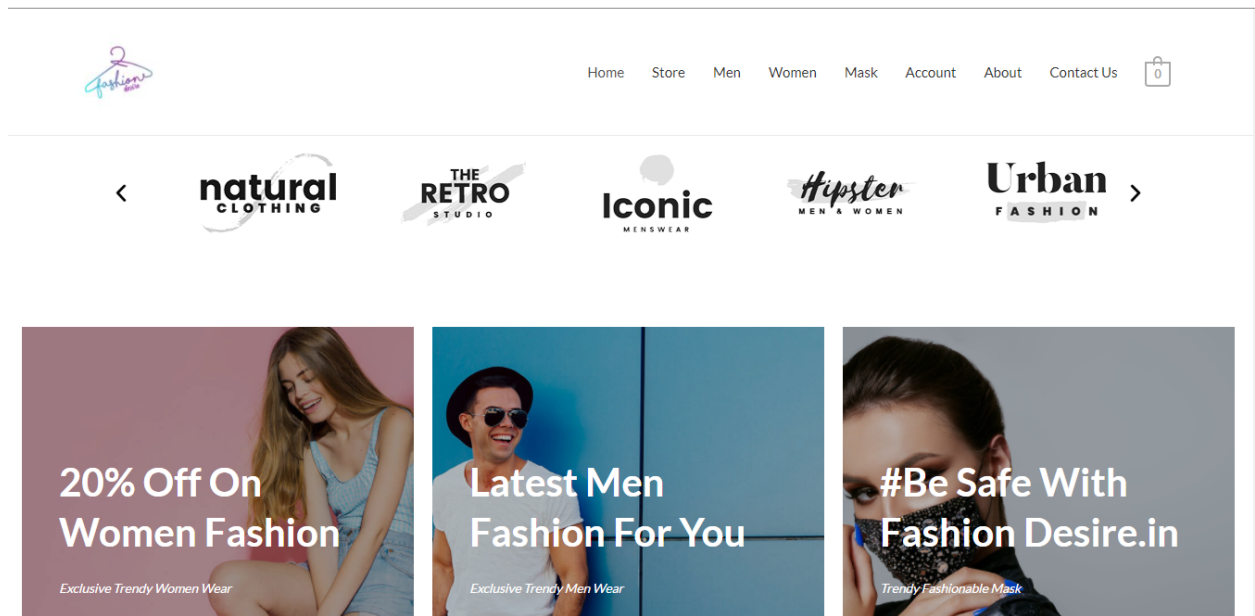 fashion
desire
Home Store Men Women Mask Account About Contact Us 0
natural
CLOTHING
THE
RETRO
STUDIO
Iconic
MENSWEAR
Hipster
MEN & WOMEN
Urban
FASHION
20% Off On
Women Fashion
Exclusive Trendy Women Wear
Latest Men
Fashion For You
Exclusive Trendy Men Wear
#Be Safe With
Fashion Desire.in
Trendy Fashionable Mask